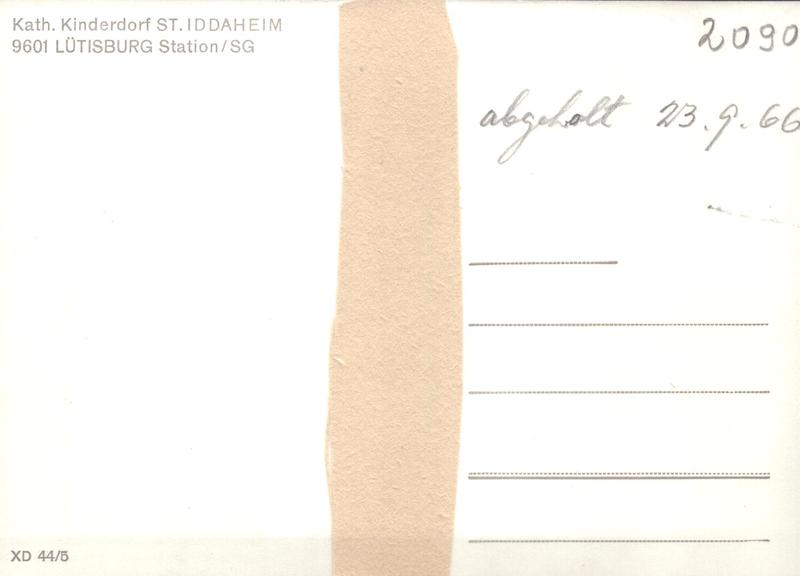 Kath. Kinderdorf ST. IDDAHEIM
9601 LÜTISBURG Station/SG
2090
abgeholt 23.9.66
XD 44/5